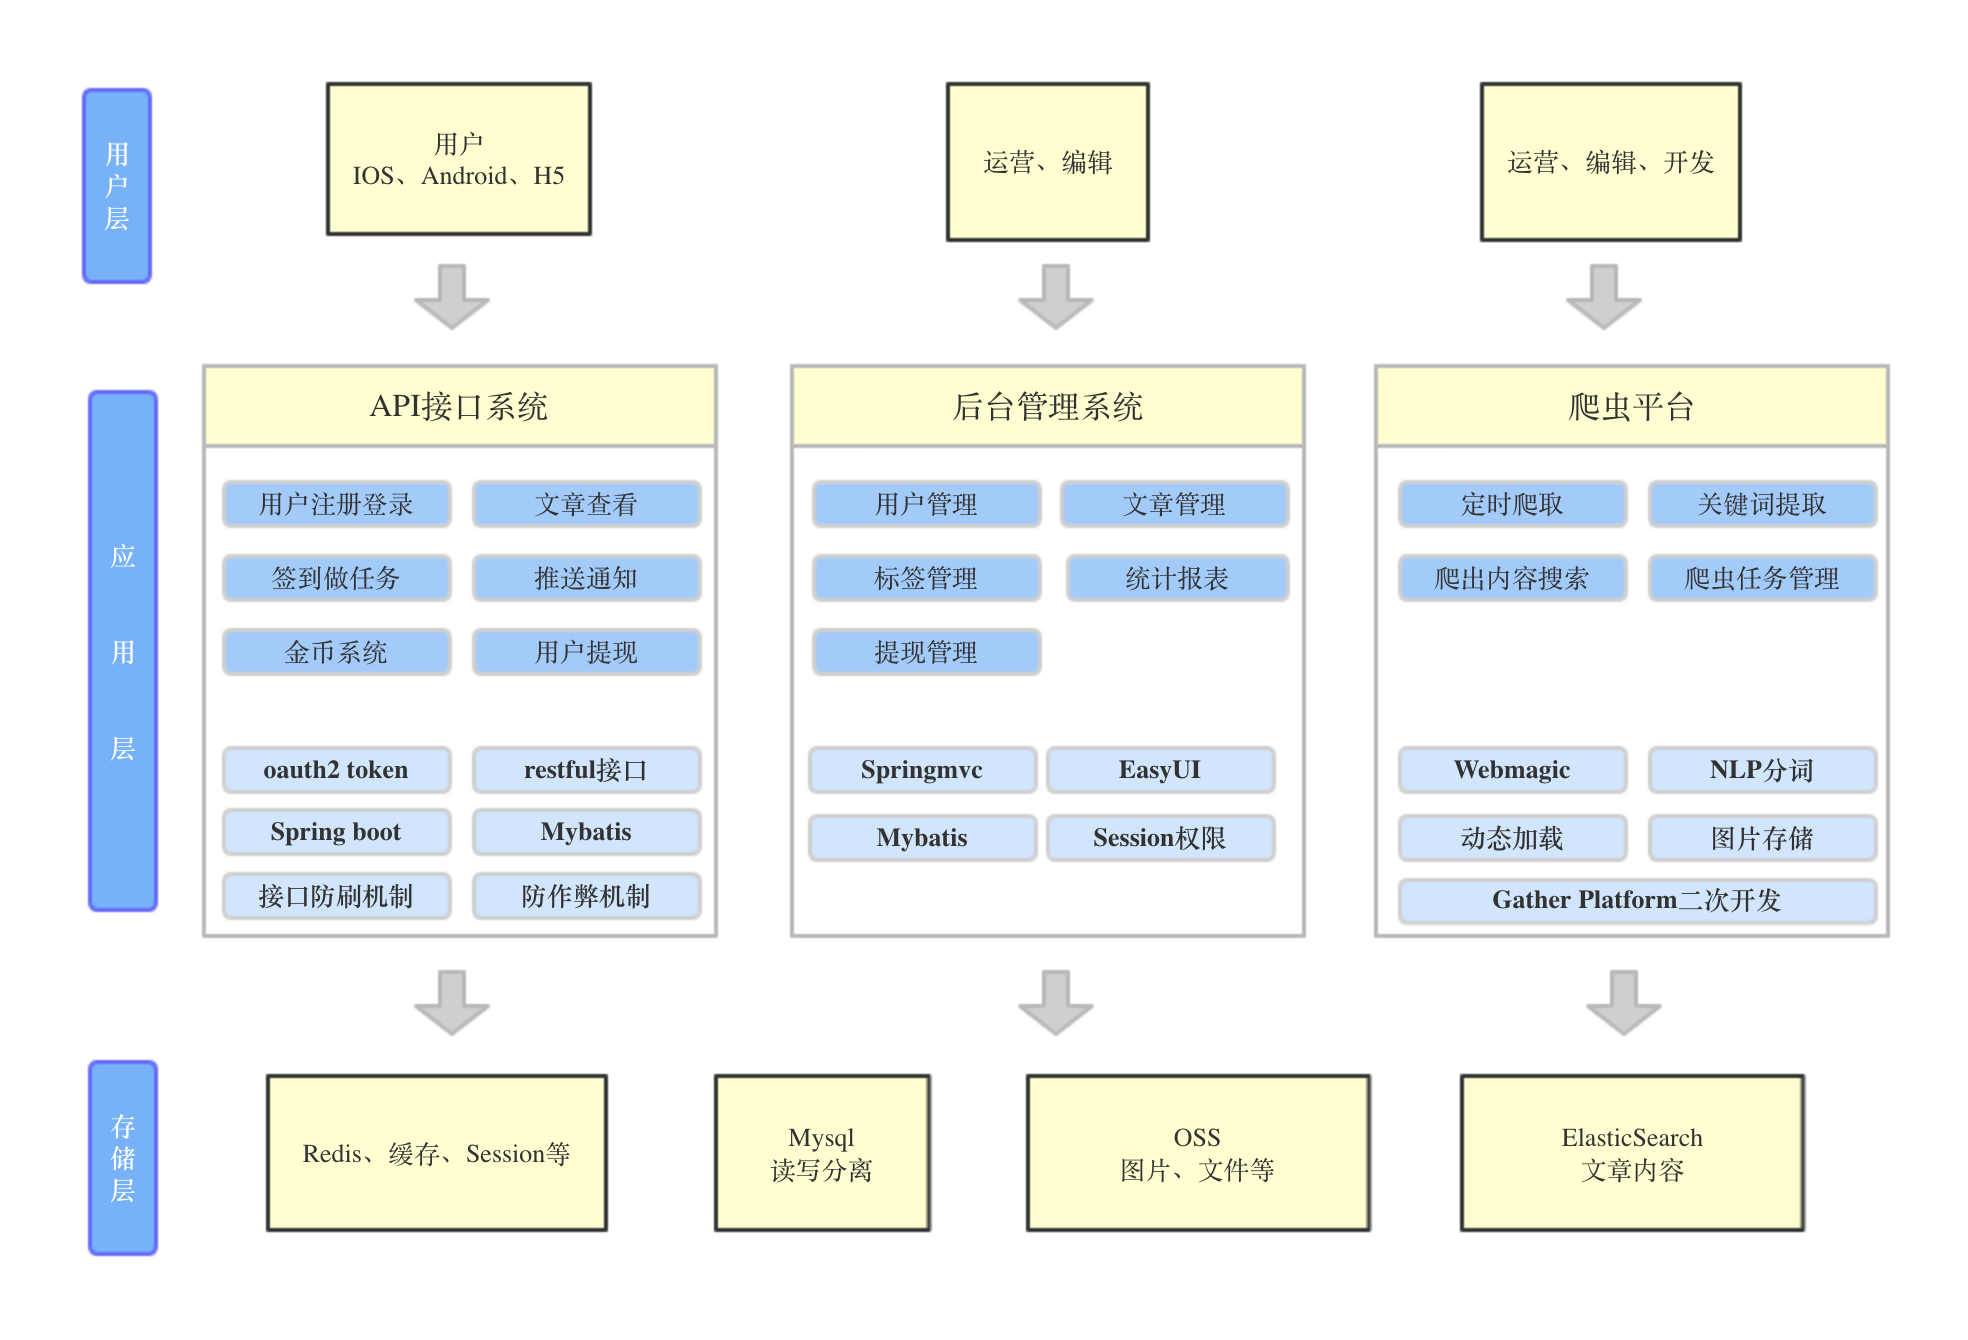 用
户
层
用户
IOS、Android、H5
运营、编辑
运营、编辑、开发
应
用
层
API接口系统
用户注册登录
文章查看
签到做任务
推送通知
金币系统
用户提现
oauth2 token
restful接口
Spring boot
Mybatis
接口防刷机制
防作弊机制
后台管理系统
用户管理
文章管理
标签管理
统计报表
提现管理
Springmvc
EasyUI
Mybatis
Session权限
爬虫平台
定时爬取
关键词提取
爬出内容搜索
爬虫任务管理
Webmagic
NLP分词
动态加载
图片存储
Gather Platform二次开发
存
储
层
Redis、缓存、Session等
Mysql
读写分离
OSS
图片、文件等
ElasticSearch
文章内容